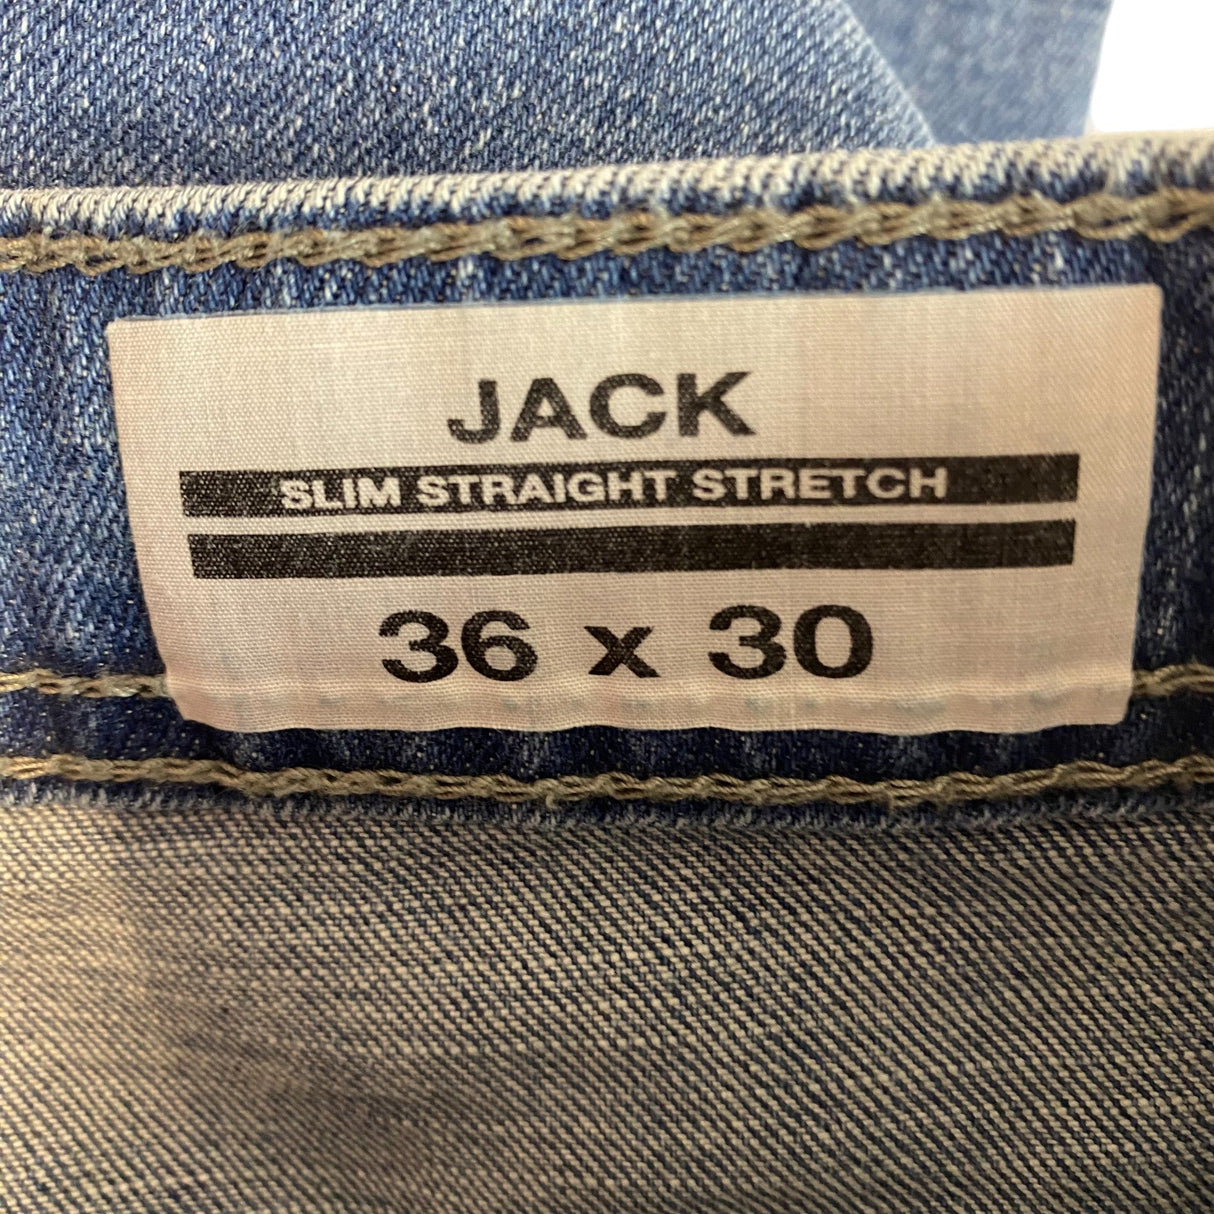 JACK
SLIM STRAIGHT STRETCH
36 x 30